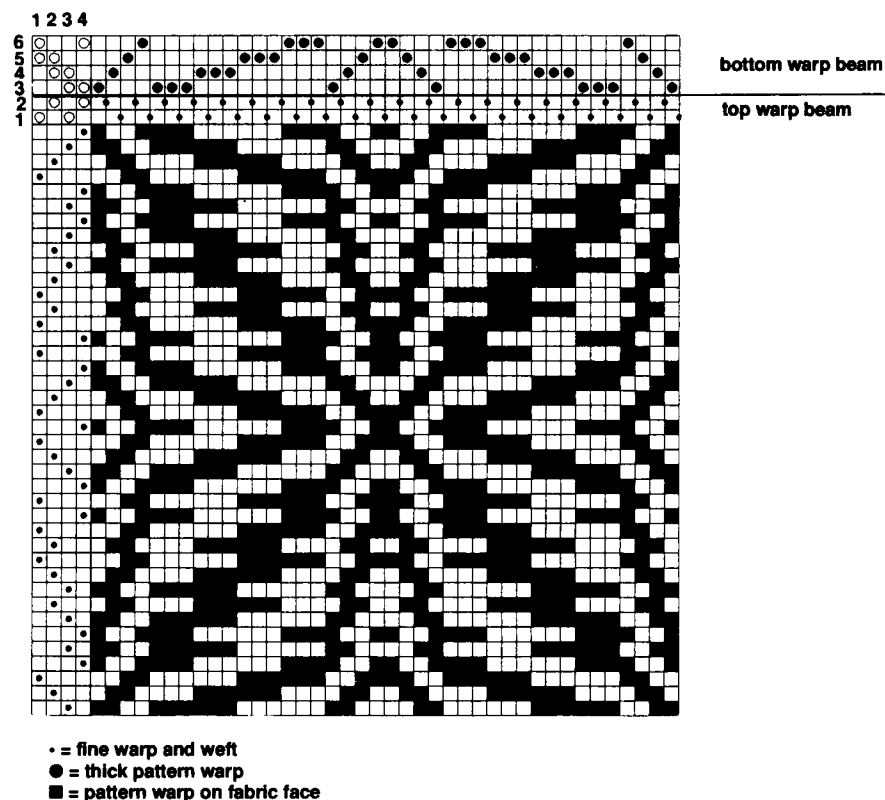 1 2 3 4
6
5
4
3
2
1
bottom warp beam
top warp beam
• = fine warp and weft
● = thick pattern warp
■ = pattern warp on fabric face